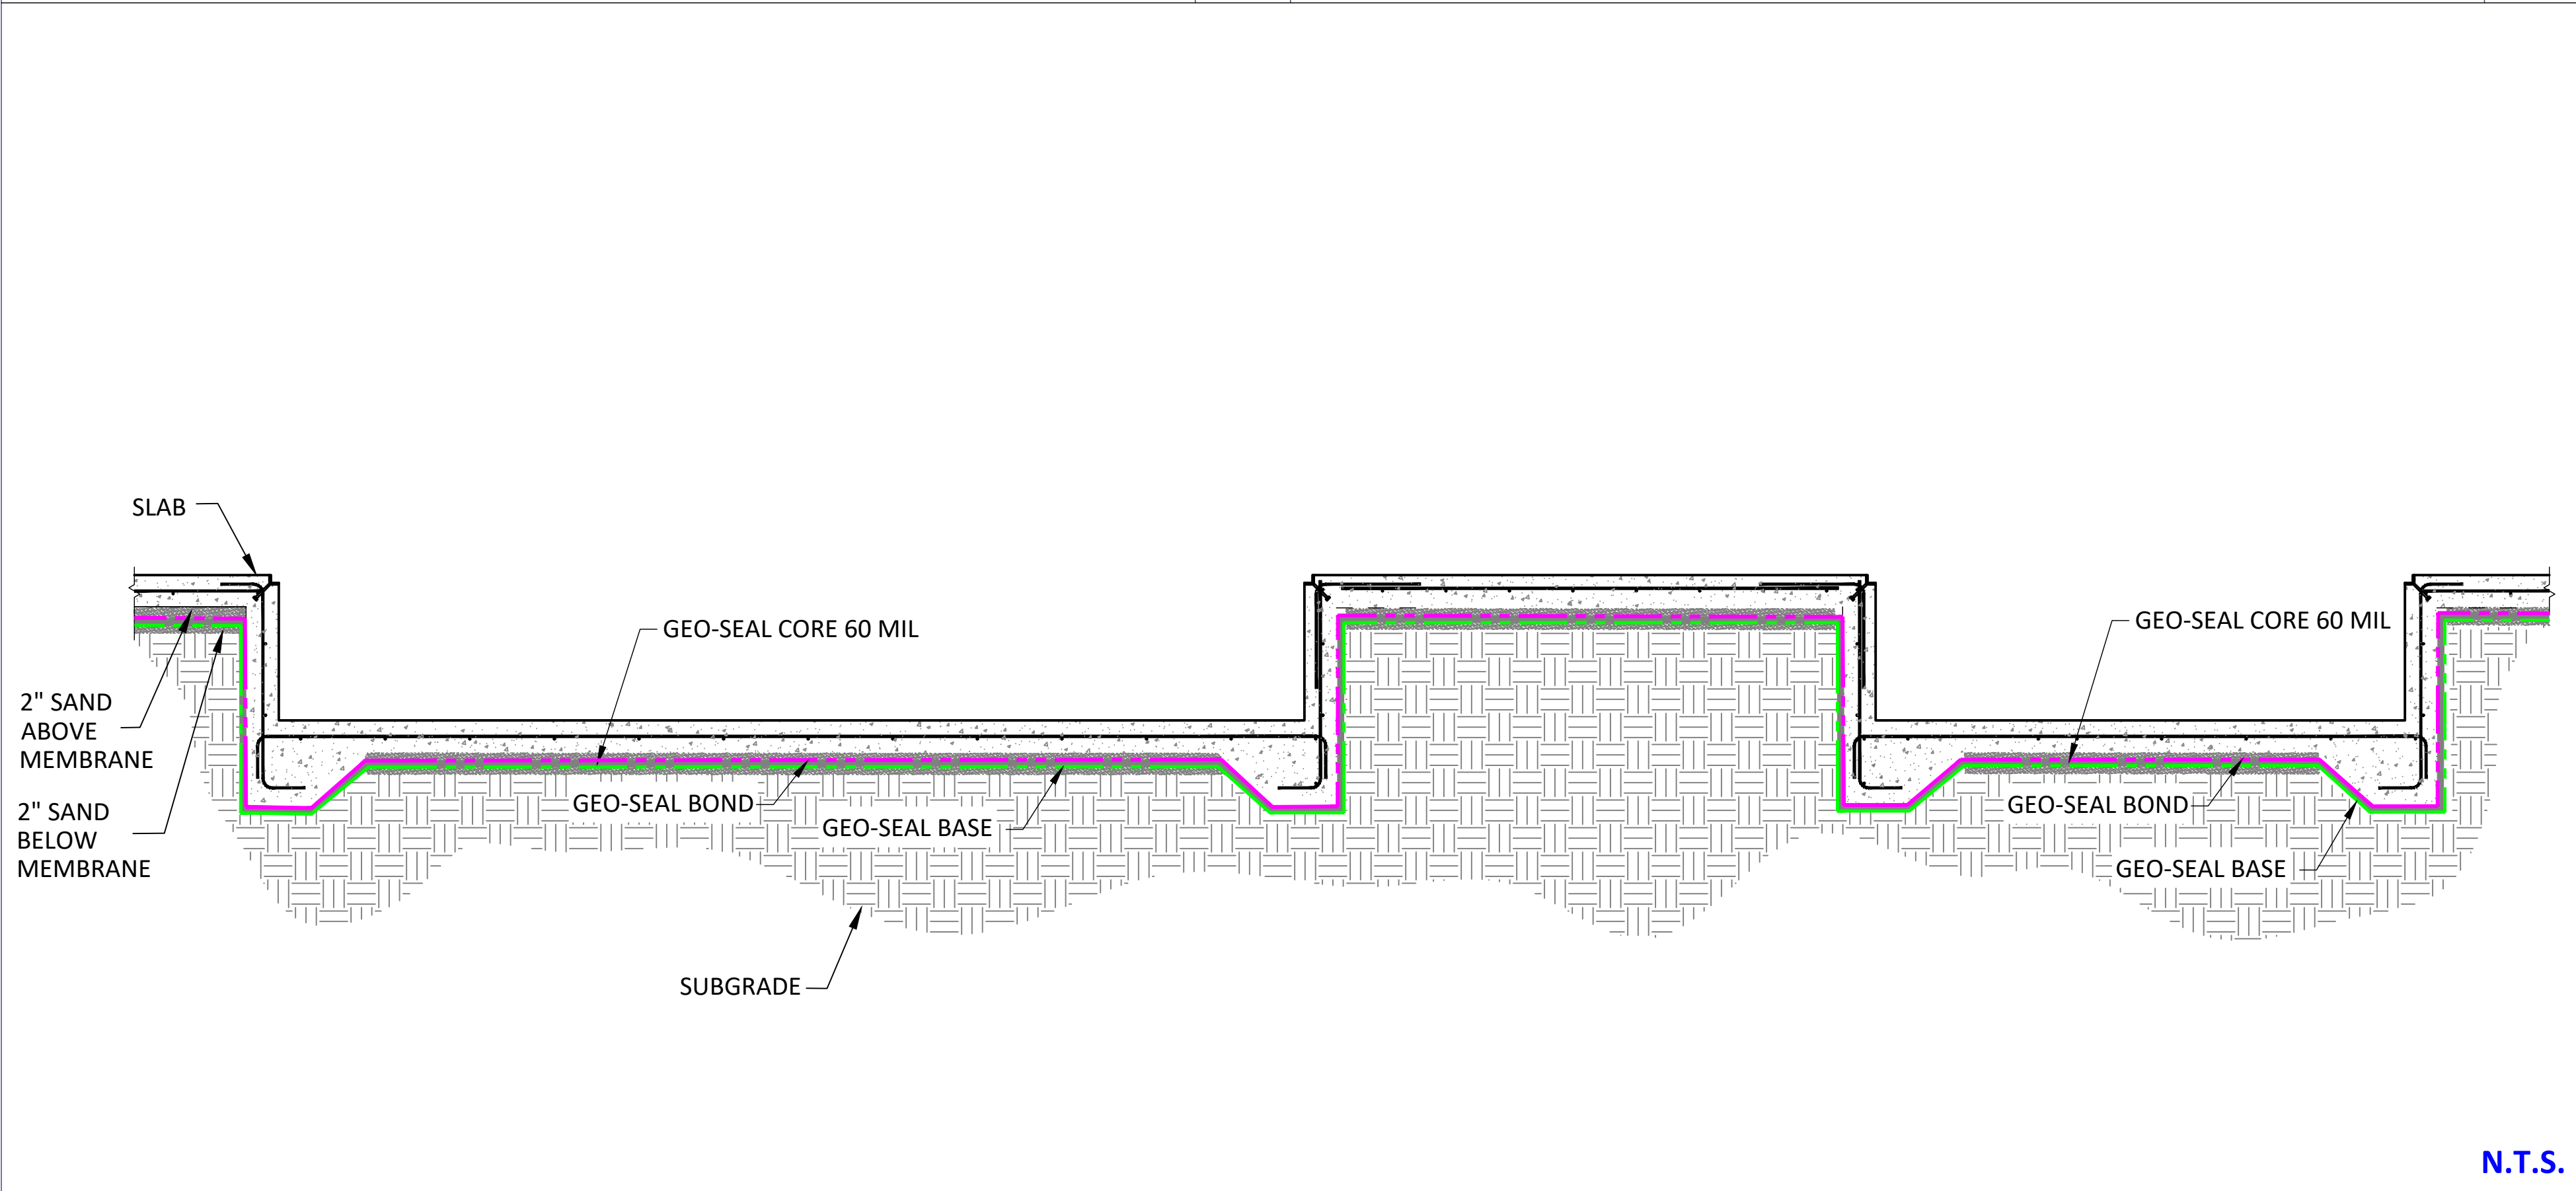 SLAB
GEO-SEAL CORE 60 MIL
GEO-SEAL CORE 60 MIL
2" SAND
ABOVE
MEMBRANE
2" SAND
BELOW
MEMBRANE
GEO-SEAL BOND
GEO-SEAL BASE
GEO-SEAL BOND
GEO-SEAL BASE
SUBGRADE
N.T.S.